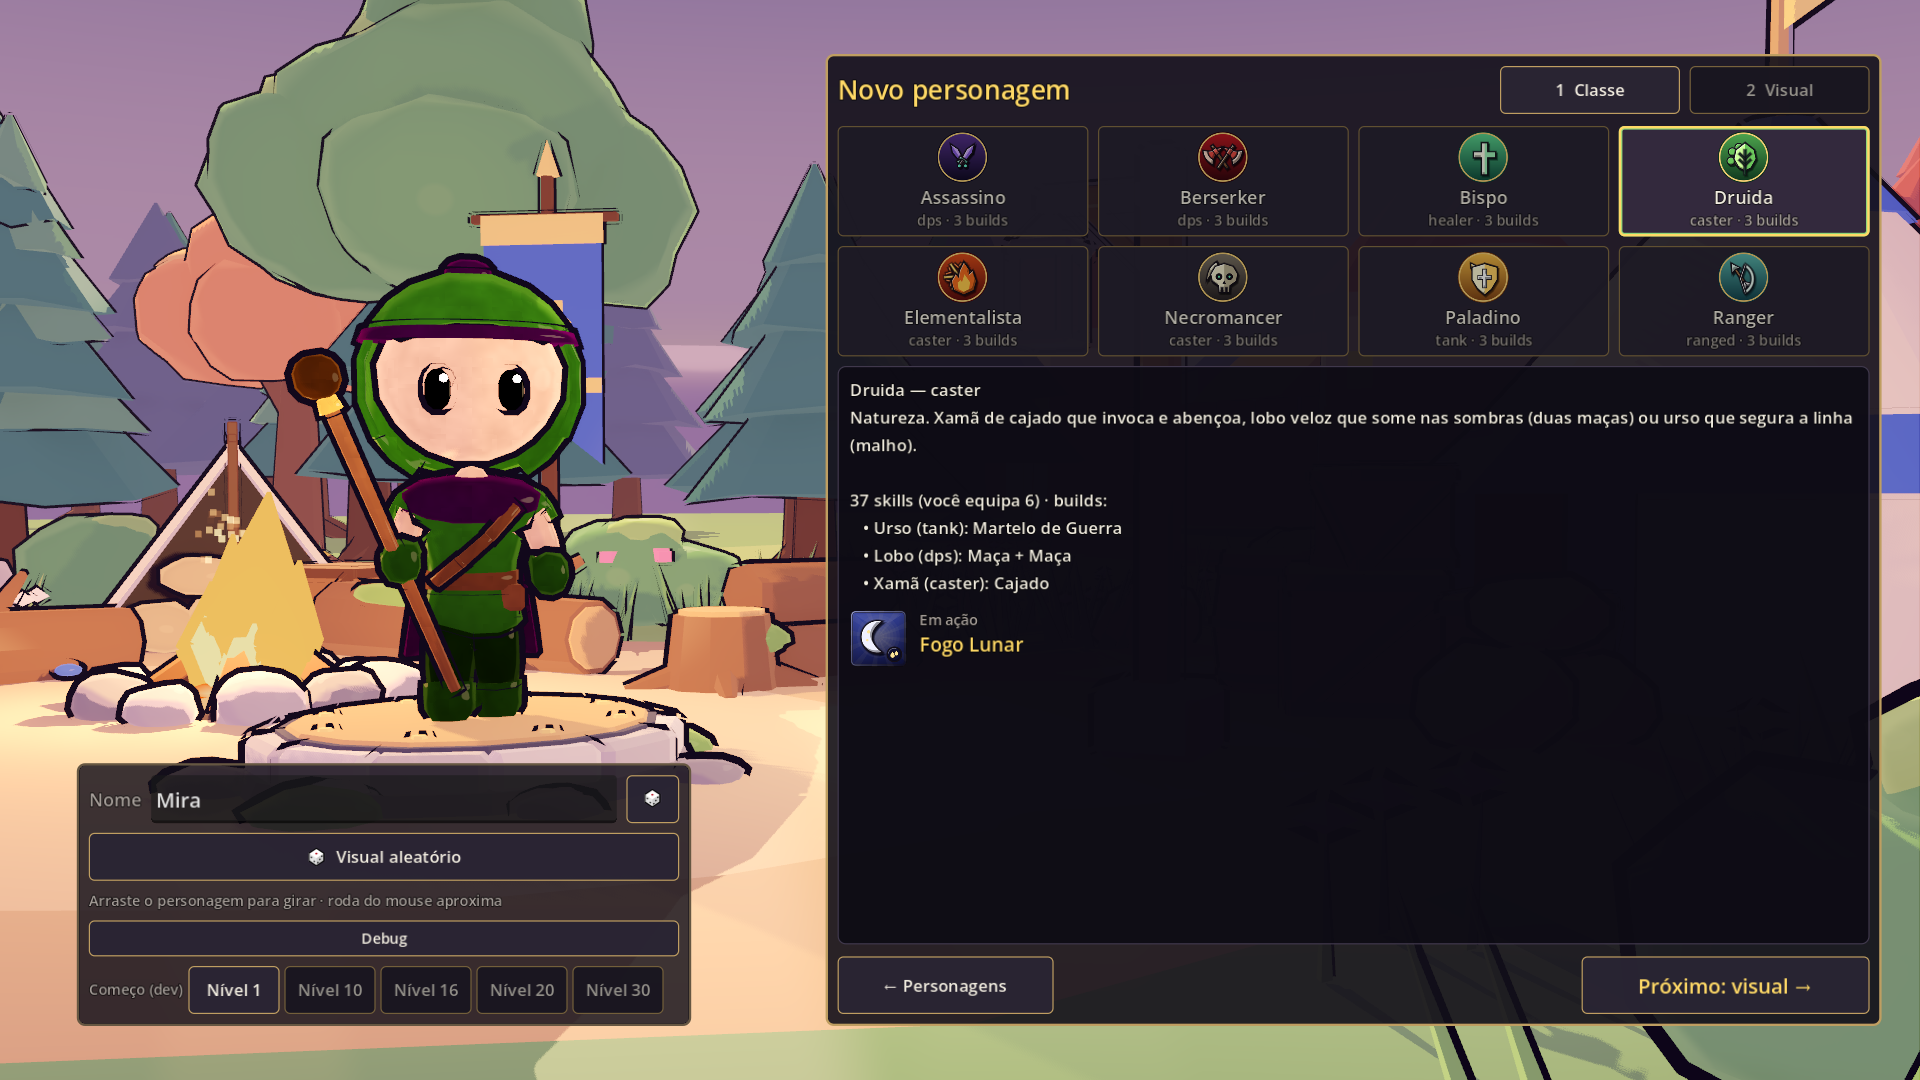 Novo personagem
1 Classe
2 Visual
Assassino
dps · 3 builds
Berserker
dps · 3 builds
Bispo
healer · 3 builds
Druida
caster · 3 builds
Elementalista
caster · 3 builds
Necromancer
caster · 3 builds
Paladino
tank · 3 builds
Ranger
ranged · 3 builds
Druida — caster
Natureza. Xamã de cajado que invoca e abençoa, lobo veloz que some nas sombras (duas maças) ou urso que segura a linha
(malho).
37 skills (você equipa 6) · builds:
• Urso (tank): Martelo de Guerra
• Lobo (dps): Maça + Maça
• Xamã (caster): Cajado
Em ação
Fogo Lunar
Nome Mira
Visual aleatório
Arraste o personagem para girar · roda do mouse aproxima
Debug
Começo (dev) Nível 1 Nível 10 Nível 16 Nível 20 Nível 30
← Personagens
Próximo: visual →